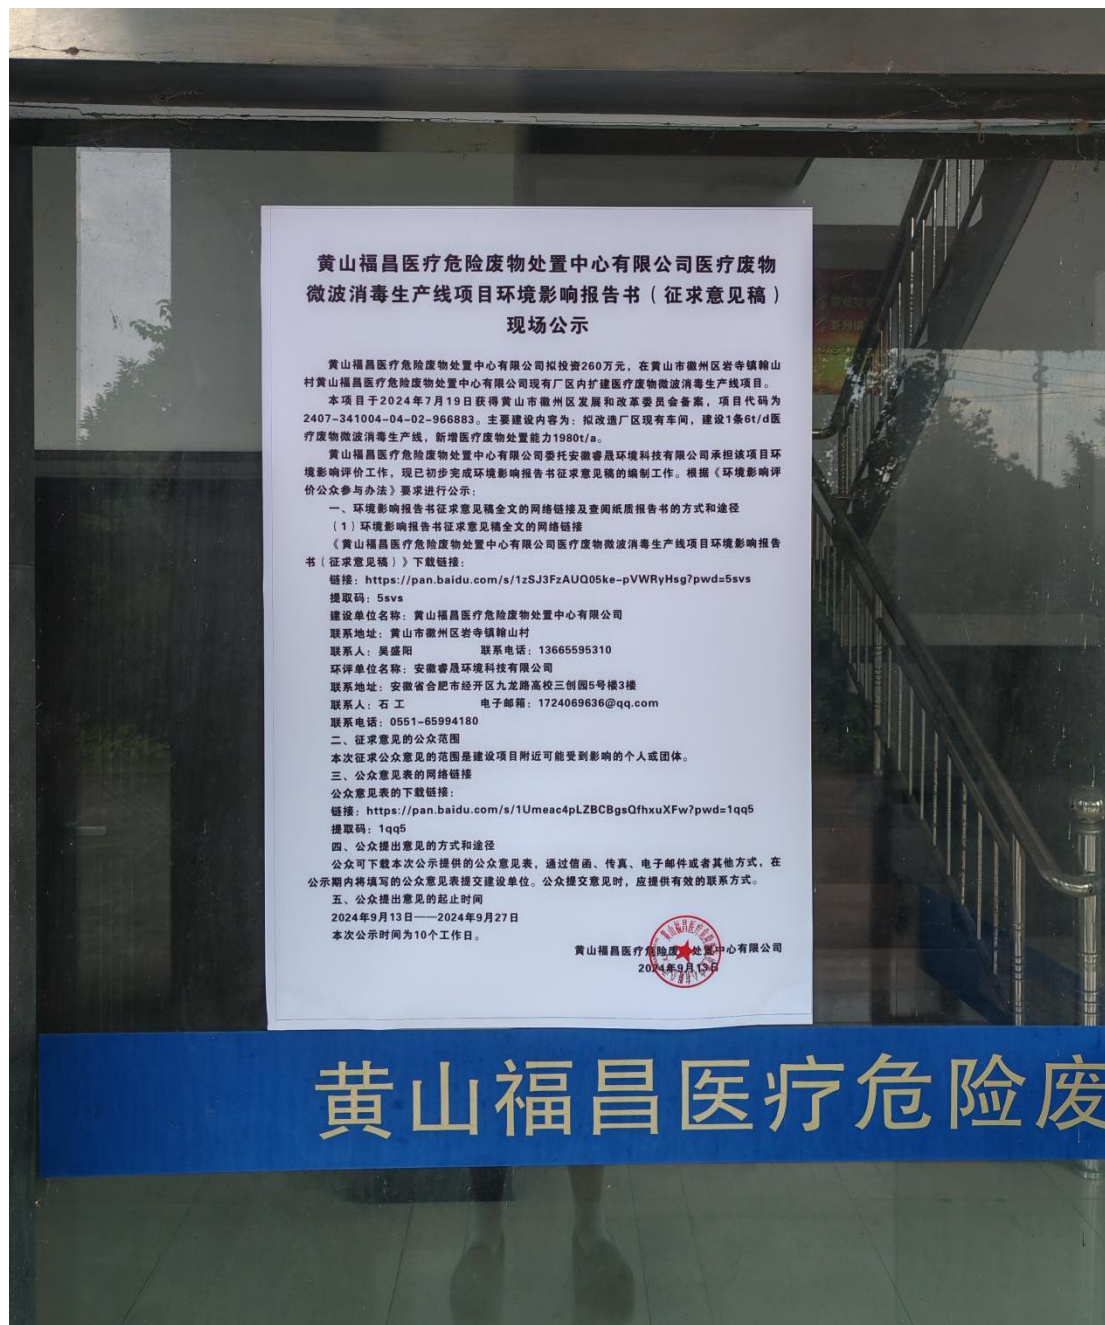 黄山福昌医疗危险废物处置中心有限公司医疗废物
微波消毒生产线项目环境影响报告书（征求意见稿）
现场公示
黄山福昌医疗危险废物处置中心有限公司拟投资260万元，在黄山市徽州区岩寺镇翰山
村黄山福昌医疗危险废物处置中心有限公司现有厂区内扩建医疗废物微波消毒生产线项目。
本项目于2024年7月19日获得黄山市徽州区发展和改革委员会备案，项目代码为
2407-341004-04-02-966883。主要建设内容为：拟改造厂区现有车间，建设1条6t/d医
疗废物微波消毒生产线，新增医疗废物处置能力1980t/a。
黄山福昌医疗危险废物处置中心有限公司委托安徽睿晟环境科技有限公司承担该项目环
境影响评价工作，现已初步完成环境影响报告书征求意见稿的编制工作。根据《环境影响评
价公众参与办法》要求进行公示：
一、环境影响报告书征求意见稿全文的网络链接及查阅纸质报告书的方式和途径
（1）环境影响报告书征求意见稿全文的网络链接
《黄山福昌医疗危险废物处置中心有限公司医疗废物微波消毒生产线项目环境影响报告
书（征求意见稿）》下载链接：
链接：https://pan.baidu.com/s/1zSJ3FzAUQ05ke-pVWRyHsg?pwd=5svs
提取码：5svs
建设单位名称：黄山福昌医疗危险废物处置中心有限公司
联系地址：黄山市徽州区岩寺镇翰山村
联系人：吴盛阳 联系电话：13665595310
环评单位名称：安徽睿晟环境科技有限公司
联系地址：安徽省合肥市经开区九龙路高校三创园5号楼3楼
联系人：石 工 电子邮箱：1724069636@qq.com
联系电话：0551-65994180
二、征求意见的公众范围
本次征求公众意见的范围是建设项目附近可能受到影响的个人或团体。
三、公众意见表的网络链接
公众意见表的下载链接：
链接：https://pan.baidu.com/s/1Umeac4pLZBCBgsQfhxuXFw?pwd=1qq5
提取码：1qq5
四、公众提出意见的方式和途径
公众可下载本次公示提供的公众意见表，通过信函、传真、电子邮件或者其他方式，在
公示期内将填写的公众意见表提交建设单位。公众提交意见时，应提供有效的联系方式。
五、公众提出意见的起止时间
2024年9月13日——2024年9月27日
本次公示时间为10个工作日。
黄山福昌医疗危险废物处置中心有限公司
2024年9月13日
黄山福昌医疗危险废